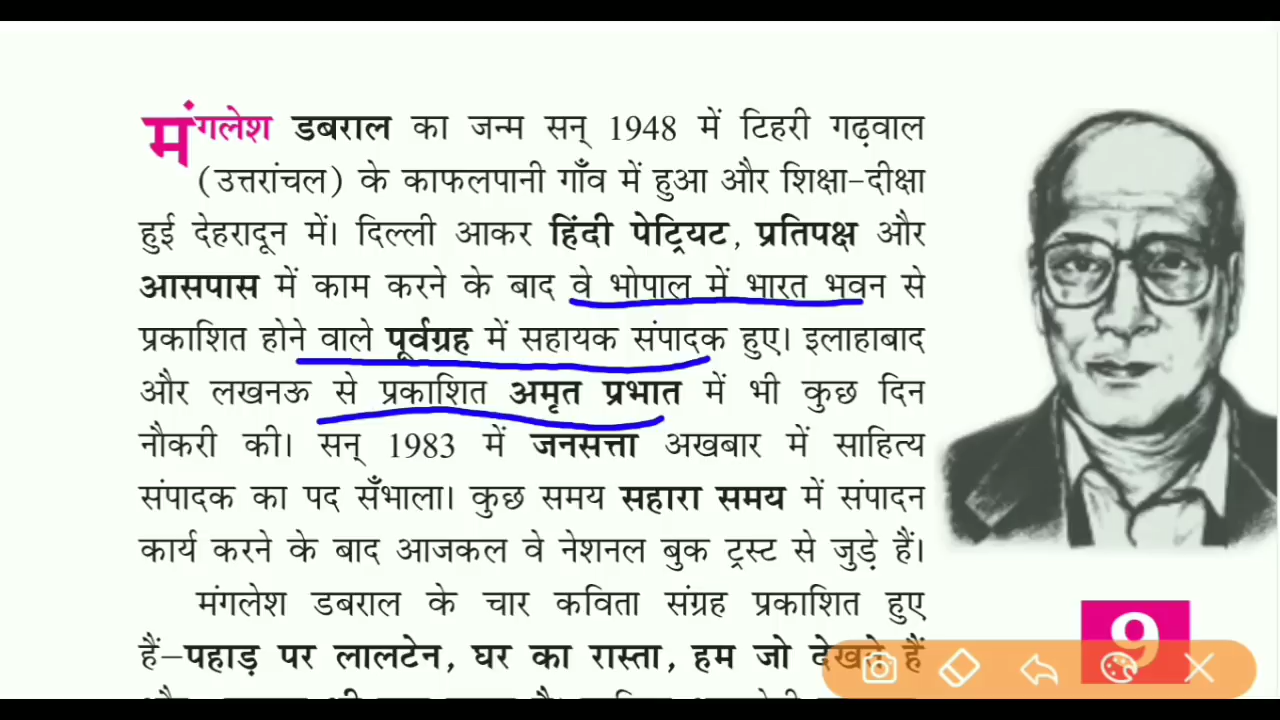 मंगलेश डबराल का जन्म सन् 1948 में टिहरी गढ़वाल
(उत्तरांचल) के काफलपानी गाँव में हुआ और शिक्षा-दीक्षा
हुई देहरादून में। दिल्ली आकर हिंदी पेट्रियट, प्रतिपक्ष और
आसपास में काम करने के बाद वे भोपाल में भारत भवन से
प्रकाशित होने वाले पूर्वग्रह में सहायक संपादक हुए। इलाहाबाद
और लखनऊ से प्रकाशित अमृत प्रभात में भी कुछ दिन
नौकरी की। सन् 1983 में जनसत्ता अखबार में साहित्य
संपादक का पद सँभाला। कुछ समय सहारा समय में संपादन
कार्य करने के बाद आजकल वे नेशनल बुक ट्रस्ट से जुड़े हैं।
मंगलेश डबराल के चार कविता संग्रह प्रकाशित हुए
हैं–पहाड़ पर लालटेन, घर का रास्ता, हम जो देखते हैं
9